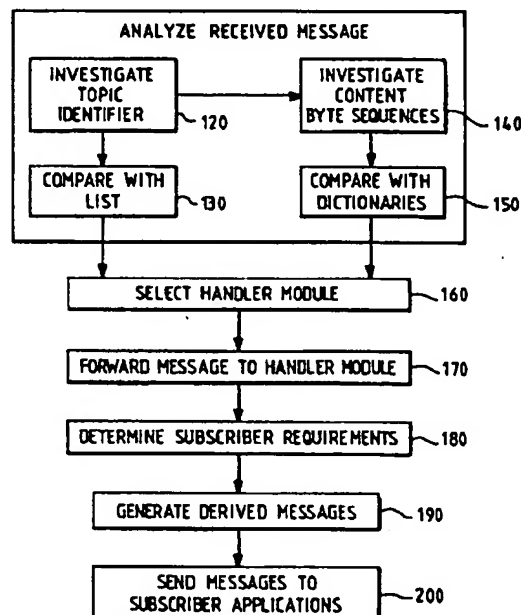 ANALYZE RECEIVED MESSAGE
INVESTIGATE
TOPIC
IDENTIFIER
120
INVESTIGATE
CONTENT
BYTE SEQUENCES
140
COMPARE WITH
LIST
130
COMPARE WITH
DICTIONARIES
150
SELECT HANDLER MODULE
160
FORWARD MESSAGE TO HANDLER MODULE
170
DETERMINE SUBSCRIBER REQUIREMENTS
180
GENERATE DERIVED MESSAGES
190
SEND MESSAGES TO
SUBSCRIBER APPLICATIONS
200